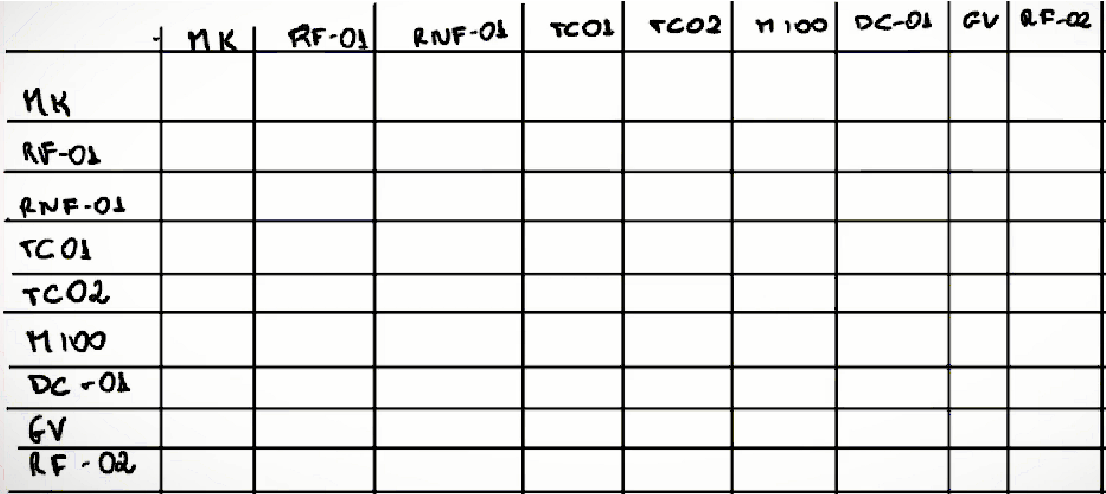 MK RF-01 RNF-01 TC01 TC02 M100 DC-01 GV RF-02
MK
RF-01
RNF-01
TC01
TC02
M100
DC-01
GV
RF-02